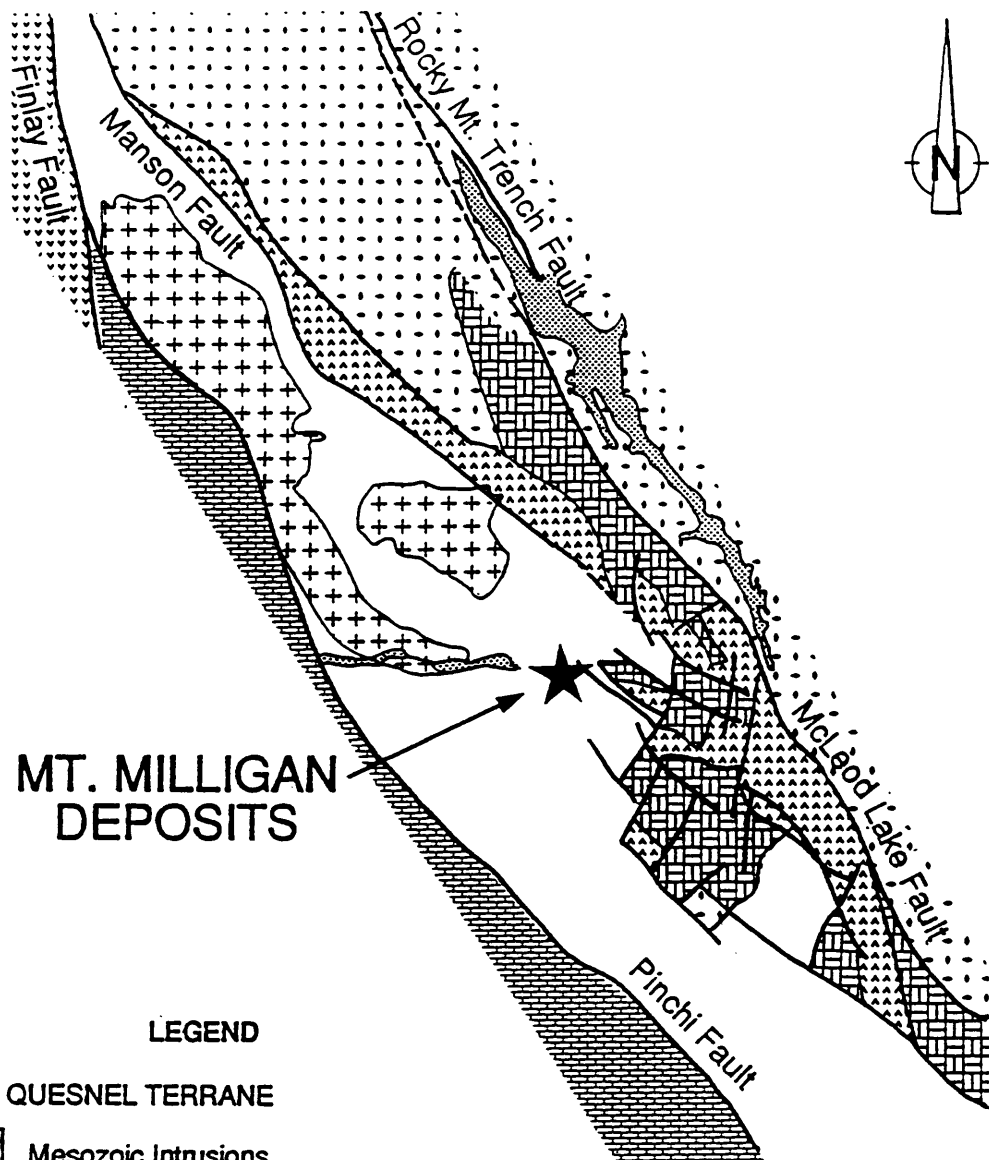 Rocky Mt. Trench Fault
Finlay Fault
Manson Fault
N
MT. MILLIGAN
DEPOSITS
McLeod Lake Fault
Pinchi Fault
LEGEND
QUESNEL TERRANE
Mesozoic Intrusions